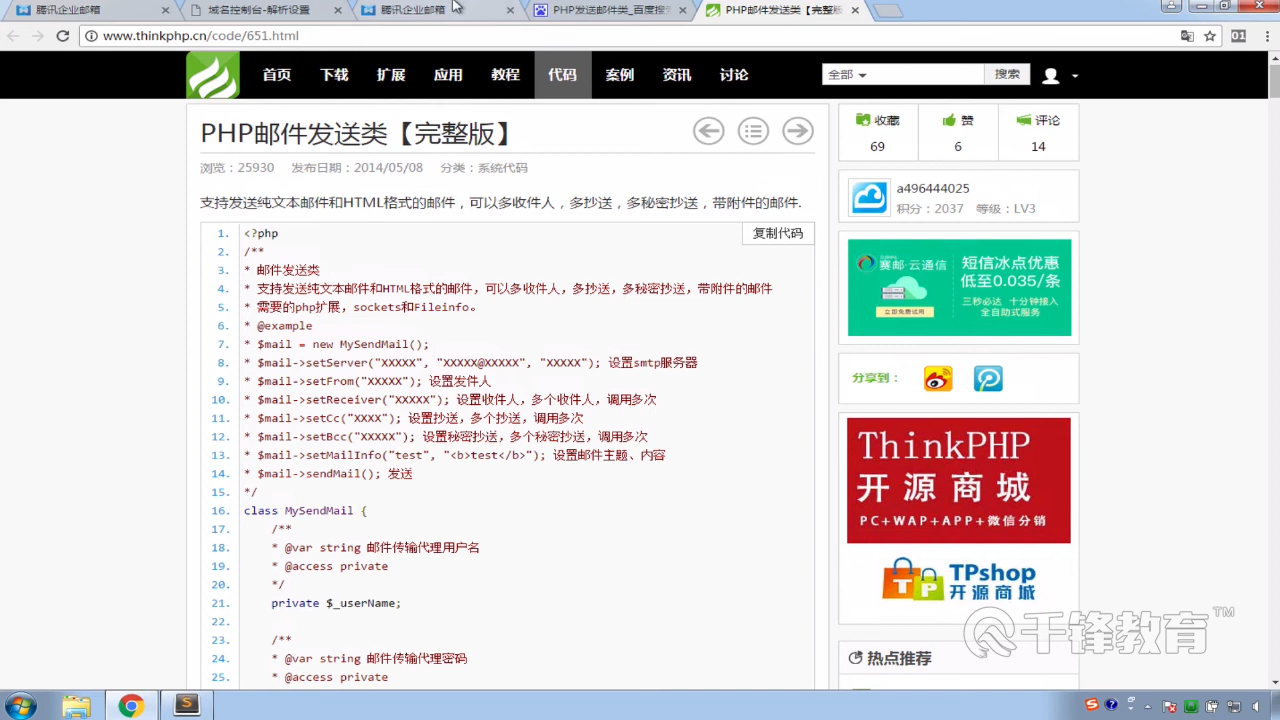 腾讯企业邮箱
域名控制台-解析设置
腾讯企业邮箱
PHP发送邮件类_百度搜
PHP邮件发送类【完整版
www.thinkphp.cn/code/651.html
首页 下载 扩展 应用 教程 代码 案例 资讯 讨论
全部
搜索
PHP邮件发送类【完整版】
浏览：25930 发布日期：2014/05/08 分类：系统代码
支持发送纯文本邮件和HTML格式的邮件，可以多收件人，多抄送，多秘密抄送，带附件的邮件.
复制代码
1. <?php
2. /**
3. * 邮件发送类
4. * 支持发送纯文本邮件和HTML格式的邮件，可以多收件人，多抄送，多秘密抄送，带附件的邮件
5. * 需要的php扩展，sockets和Fileinfo。
6. * @example
7. * $mail = new MySendMail();
8. * $mail->setServer("XXXXX", "XXXXX@XXXXX", "XXXXX"); 设置smtp服务器
9. * $mail->setFrom("XXXXX"); 设置发件人
10. * $mail->setReceiver("XXXXX"); 设置收件人，多个收件人，调用多次
11. * $mail->setCc("XXXX"); 设置抄送，多个抄送，调用多次
12. * $mail->setBcc("XXXXX"); 设置秘密抄送，多个秘密抄送，调用多次
13. * $mail->setMailInfo("test", "<b>test</b>"); 设置邮件主题、内容
14. * $mail->sendMail(); 发送
15. */
16. class MySendMail {
17. /**
18. * @var string 邮件传输代理用户名
19. * @access private
20. */
21. private $_userName;
22.
23. /**
24. * @var string 邮件传输代理密码
25. * @access private
收藏 赞 评论
69 6 14
a496444025
积分：2037 等级：LV3
赛邮·云通信
立即免费试用
短信冰点优惠
低至0.035/条
三秒必达 十分钟接入
全自助式服务
分享到：
ThinkPHP
开源商城
PC+WAP+APP+微信分销
TPshop
开源商城
千锋教育™
热点推荐
01